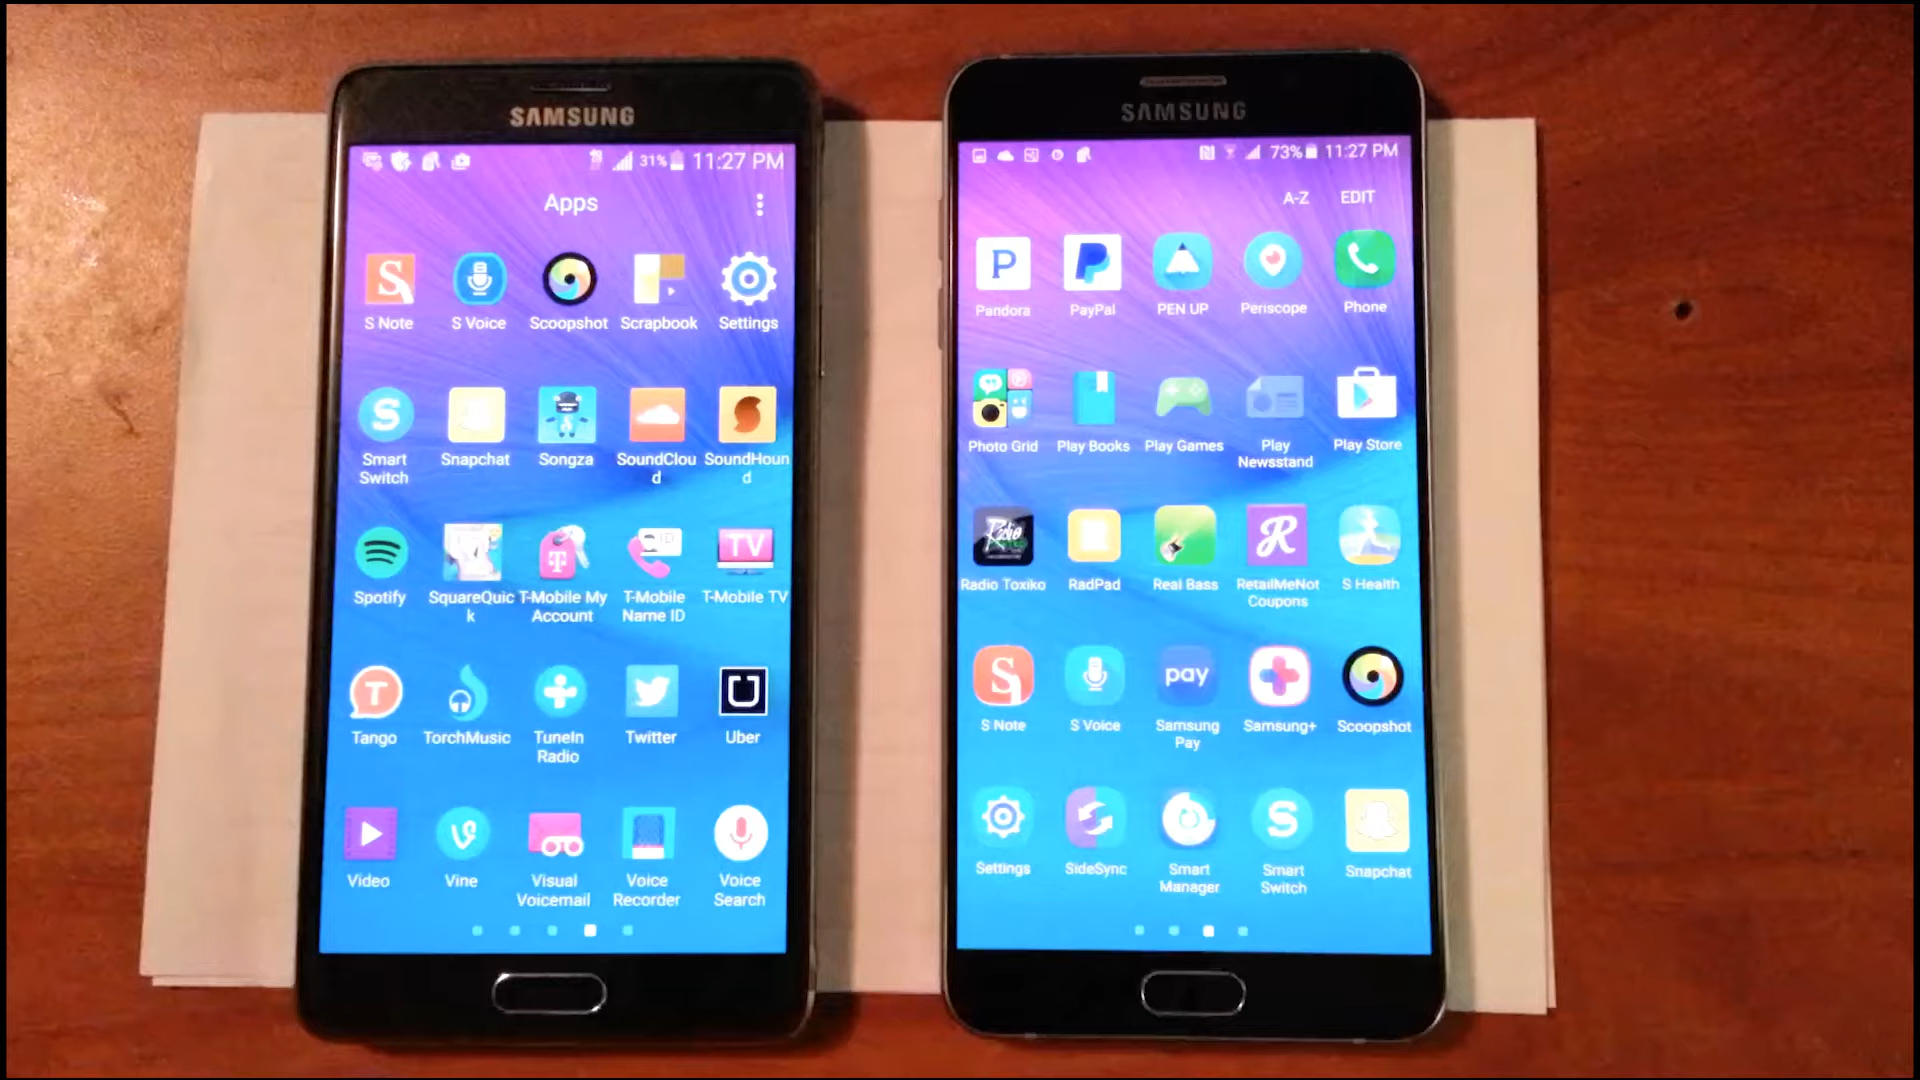 SAMSUNG
31% 11:27 PM
Apps
S Note S Voice Scoopshot Scrapbook Settings
Smart Switch Snapchat Songza SoundCloud SoundHound
Spotify SquareQuick T-Mobile My Account T-Mobile Name ID T-Mobile TV
Tango TorchMusic TuneIn Radio Twitter Uber
Video Vine Visual Voicemail Voice Recorder Voice Search
SAMSUNG
73% 11:27 PM
A-Z EDIT
Pandora PayPal PEN UP Periscope Phone
Photo Grid Play Books Play Games Play Newsstand Play Store
Radio Toxiko RadPad Real Bass RetailMeNot Coupons S Health
pay
S Note S Voice Samsung Pay Samsung+ Scoopshot
Settings SideSync Smart Manager Smart Switch Snapchat